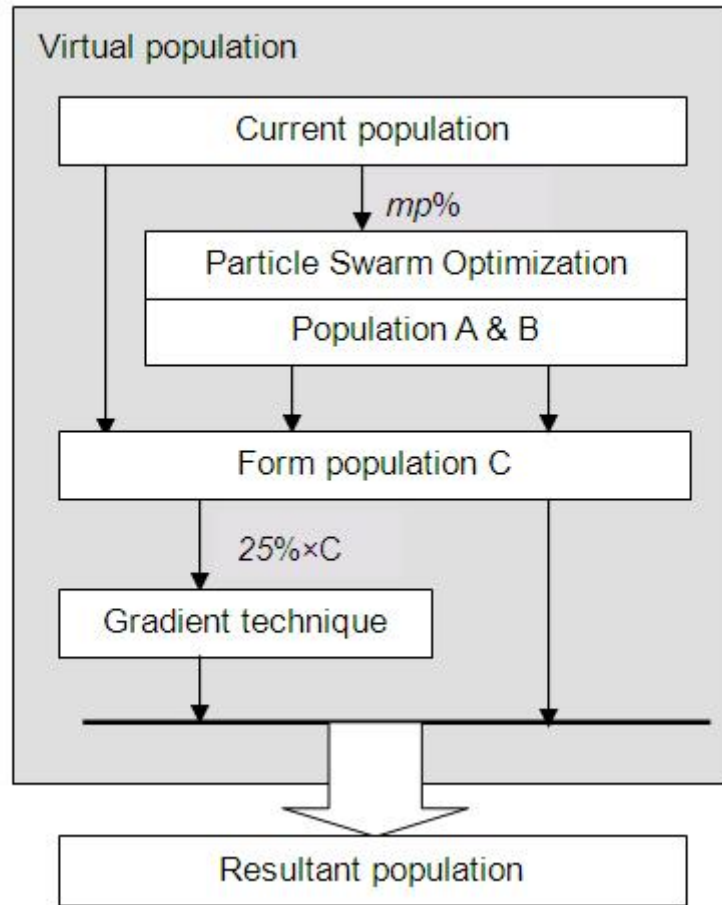 Virtual population
Current population
mp%
Particle Swarm Optimization
Population A & B
Form population C
25%×C
Gradient technique
Resultant population